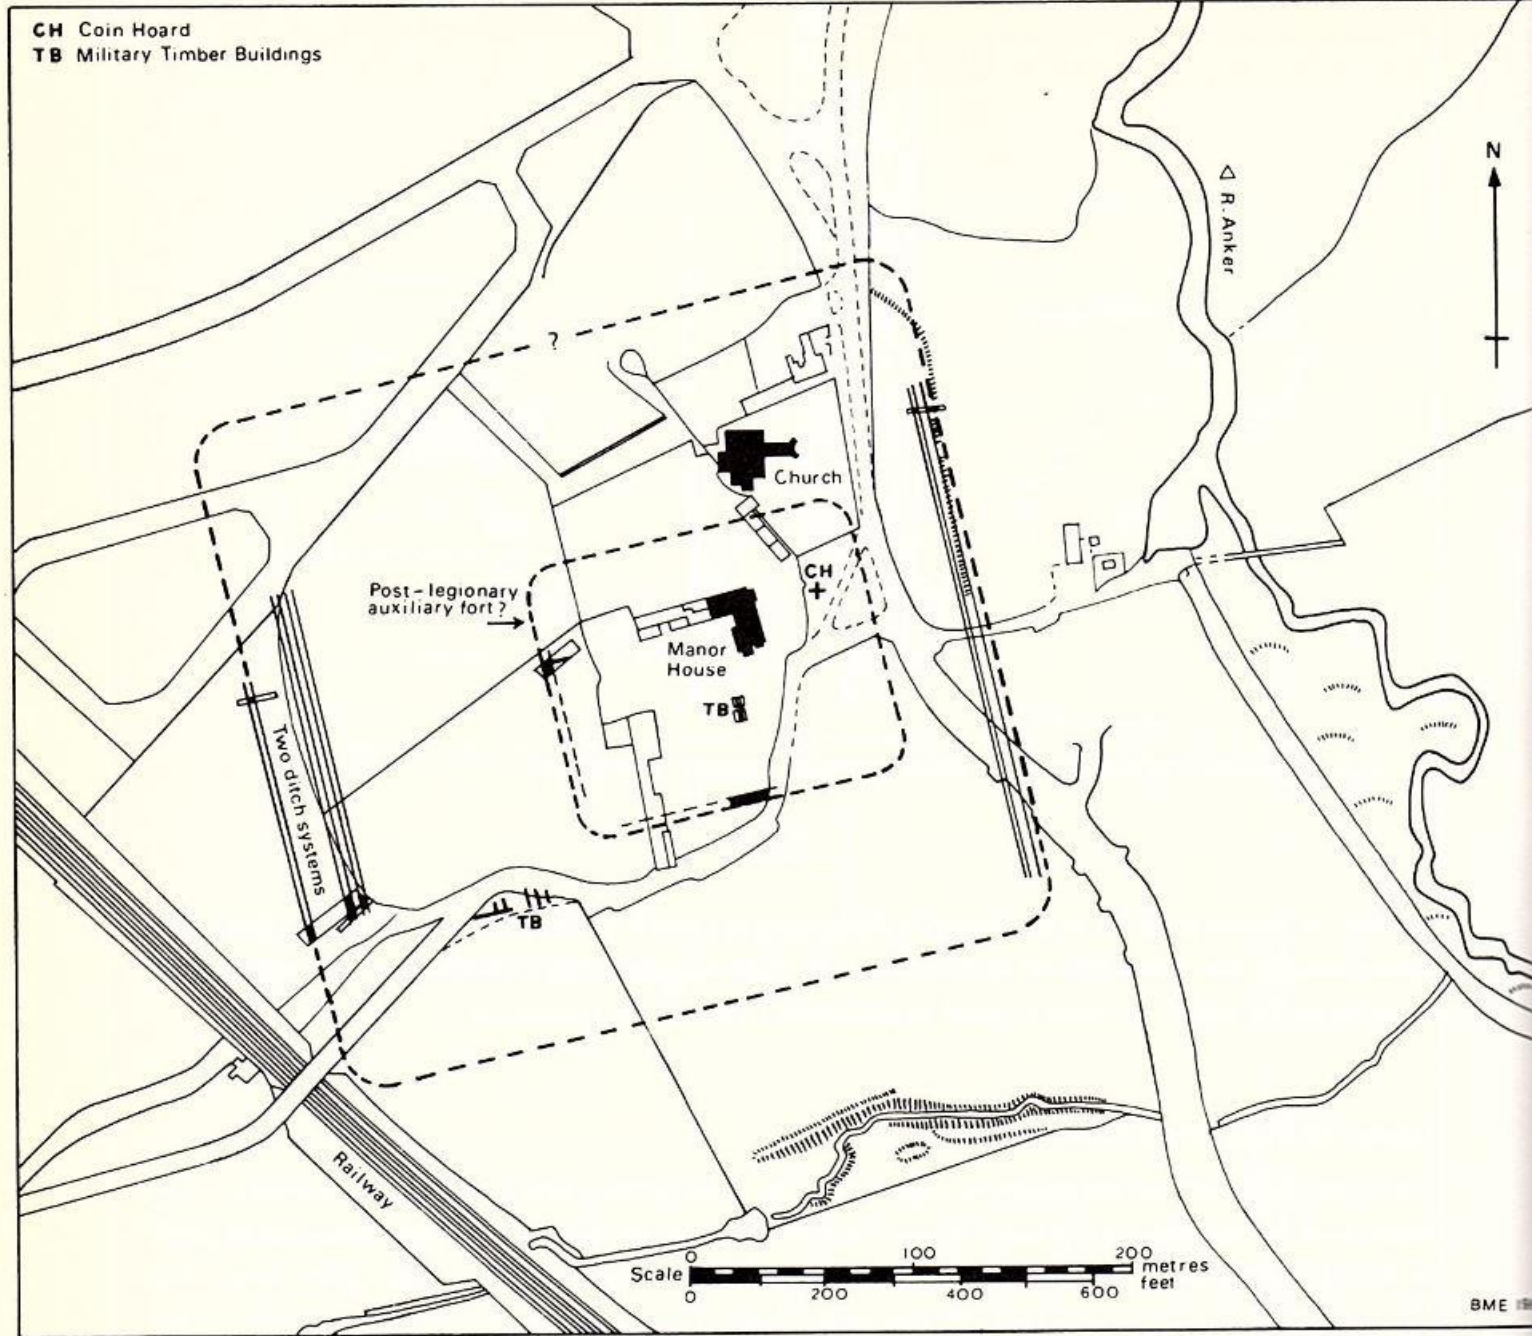 CH Coin Hoard
TB Military Timber Buildings
N
R. Anker
?
Church
CH
Post-legionary
auxiliary fort?
Manor
House
TB
Two ditch systems
TB
Railway
0 100 200
Scale metres
feet
0 200 400 600
BME